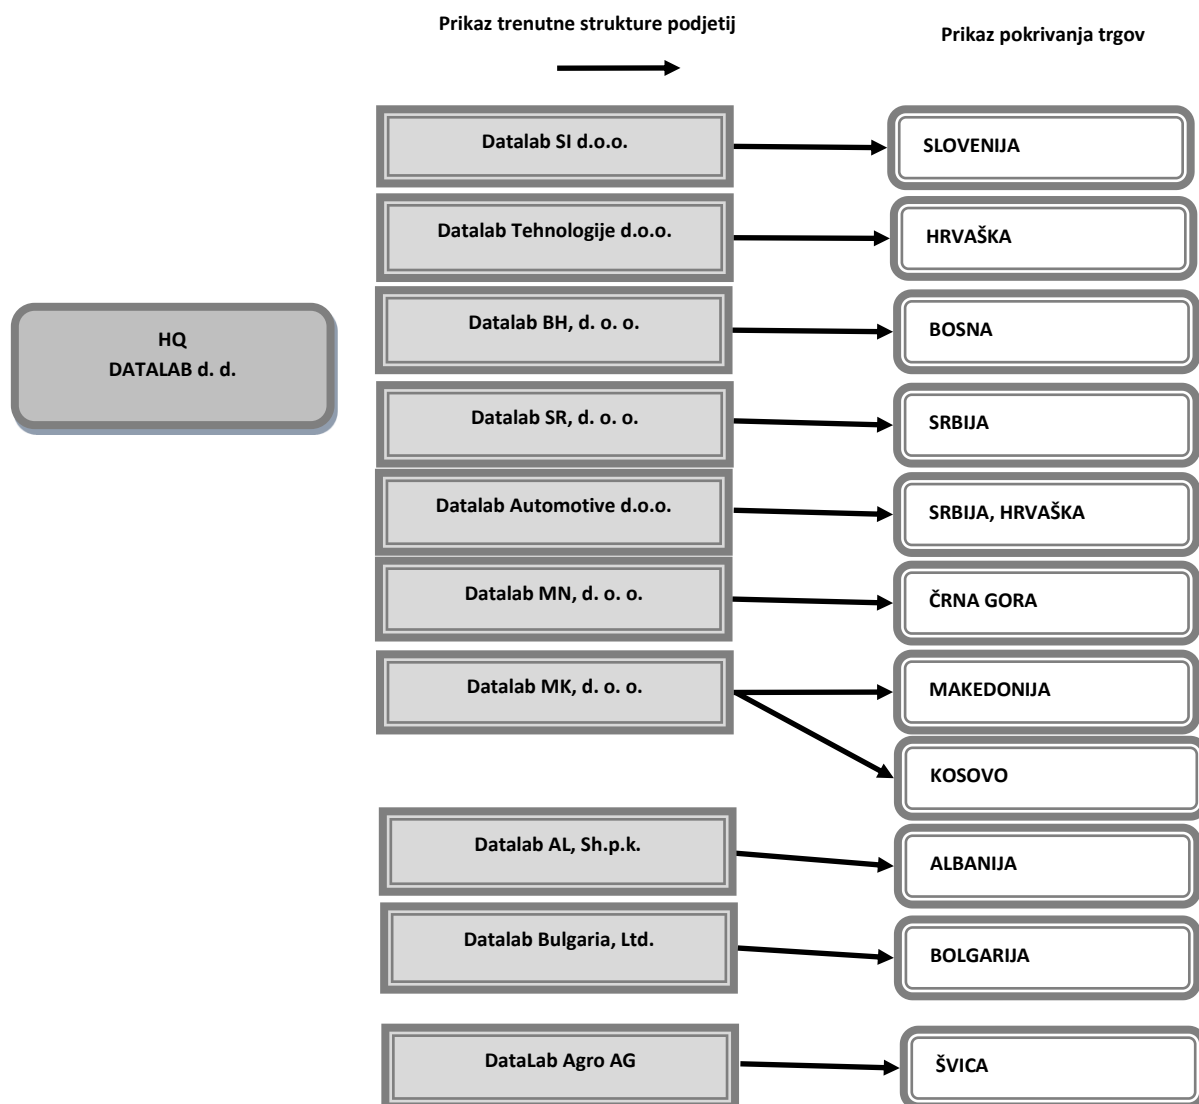 Prikaz trenutne strukture podjetij
Prikaz pokrivanja trgov
HQ
DATALAB d. d.
Datalab SI d.o.o.
SLOVENIJA
Datalab Tehnologije d.o.o.
HRVAŠKA
Datalab BH, d. o. o.
BOSNA
Datalab SR, d. o. o.
SRBIJA
Datalab Automotive d.o.o.
SRBIJA, HRVAŠKA
Datalab MN, d. o. o.
ČRNA GORA
Datalab MK, d. o. o.
MAKEDONIJA
KOSOVO
Datalab AL, Sh.p.k.
ALBANIJA
Datalab Bulgaria, Ltd.
BOLGARIJA
DataLab Agro AG
ŠVICA